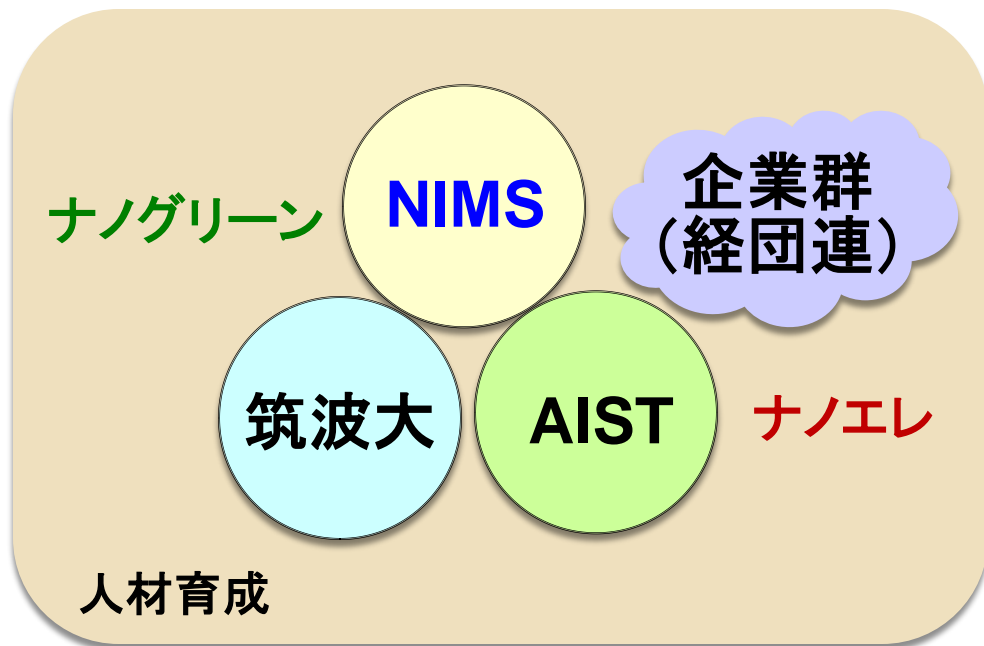 NIMS
企業群
（経団連）
ナノグリーン
筑波大
AIST
ナノエレ
人材育成